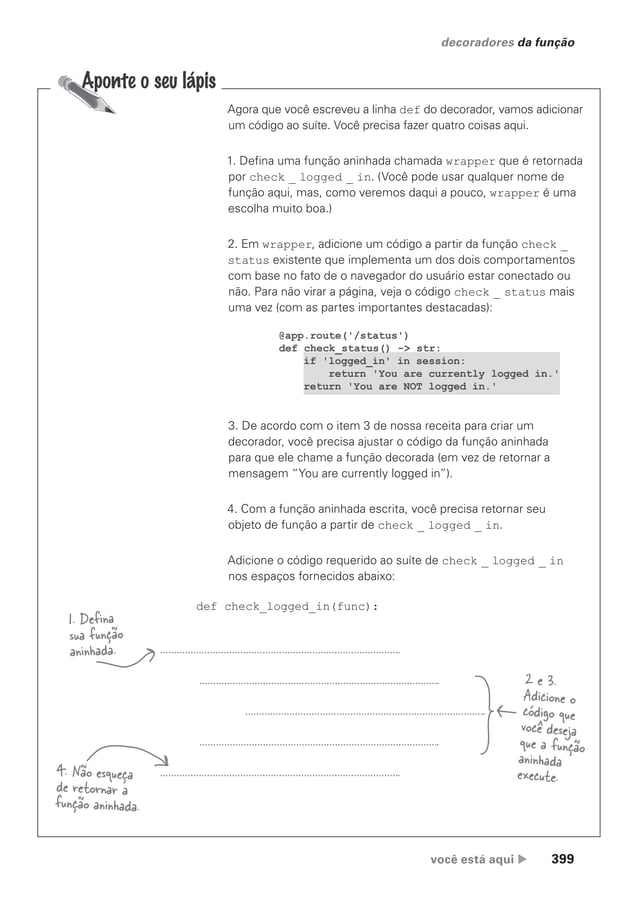 decoradores da função
Aponte o seu lápis
Agora que você escreveu a linha def do decorador, vamos adicionar
um código ao suíte. Você precisa fazer quatro coisas aqui.
1. Defina uma função aninhada chamada wrapper que é retornada
por check _ logged _ in. (Você pode usar qualquer nome de
função aqui, mas, como veremos daqui a pouco, wrapper é uma
escolha muito boa.)
2. Em wrapper, adicione um código a partir da função check _
status existente que implementa um dos dois comportamentos
com base no fato de o navegador do usuário estar conectado ou
não. Para não virar a página, veja o código check _ status mais
uma vez (com as partes importantes destacadas):
@app.route('/status')
def check_status() -> str:
if 'logged_in' in session:
return 'You are currently logged in.'
return 'You are NOT logged in.'
3. De acordo com o item 3 de nossa receita para criar um
decorador, você precisa ajustar o código da função aninhada
para que ele chame a função decorada (em vez de retornar a
mensagem “You are currently logged in”).
4. Com a função aninhada escrita, você precisa retornar seu
objeto de função a partir de check _ logged _ in.
Adicione o código requerido ao suíte de check _ logged _ in
nos espaços fornecidos abaixo:
def check_logged_in(func):
1. Defina
sua função
aninhada.
2 e 3.
Adicione o
código que
você deseja
que a função
aninhada
execute.
4. Não esqueça
de retornar a
função aninhada.
você está aqui ▶ 399